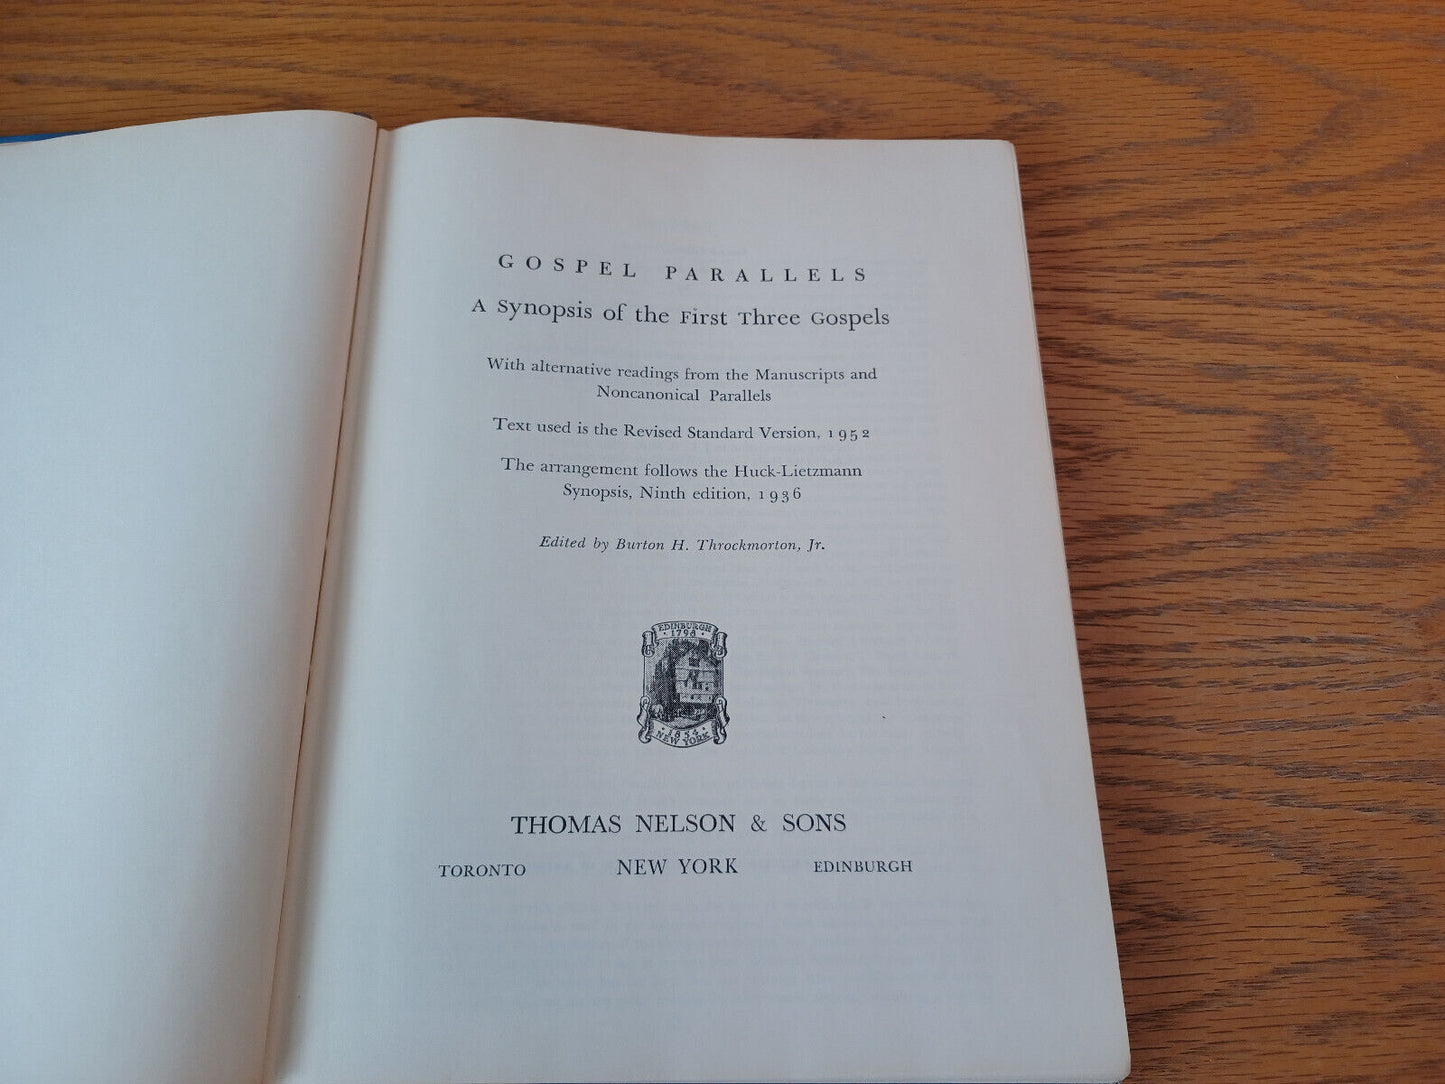 GOSPEL PARALLELS
A Synopsis of the First Three Gospels
With alternative readings from the Manuscripts and
Noncanonical Parallels
Text used is the Revised Standard Version, 1952
The arrangement follows the Huck-Lietzmann
Synopsis, Ninth edition, 1936
Edited by Burton H. Throckmorton, Jr.
EDINBURGH
· 1798 ·
· 1854 ·
NEW YORK
THOMAS NELSON & SONS
TORONTO NEW YORK EDINBURGH